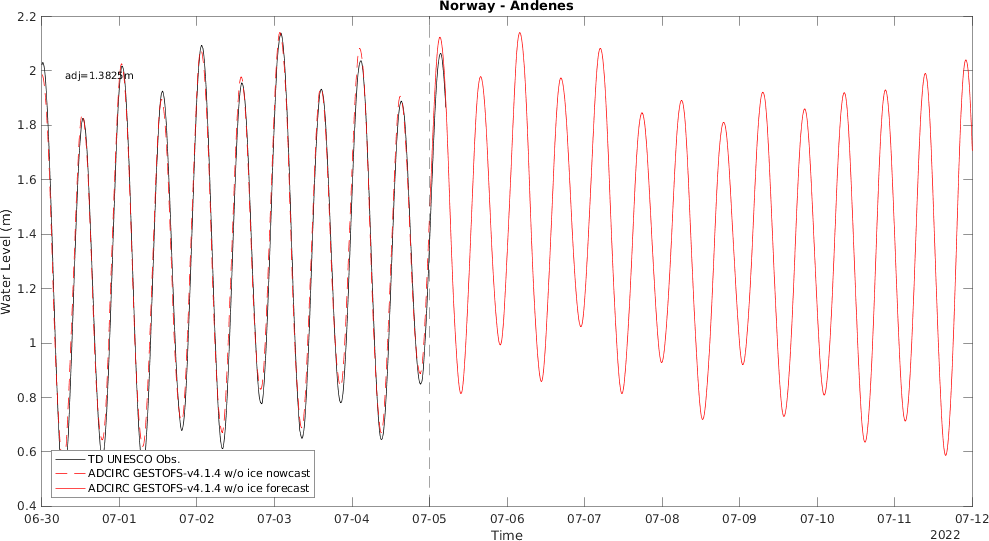 Norway - Andenes
2.2
2
1.8
1.6
1.4
1.2
1
0.8
0.6
0.4
Water Level (m)
adj=1.3825m
TD UNESCO Obs.
ADCIRC GESTOFS-v4.1.4 w/o ice nowcast
ADCIRC GESTOFS-v4.1.4 w/o ice forecast
06-30 07-01 07-02 07-03 07-04 07-05 07-06 07-07 07-08 07-09 07-10 07-11 07-12
Time
2022